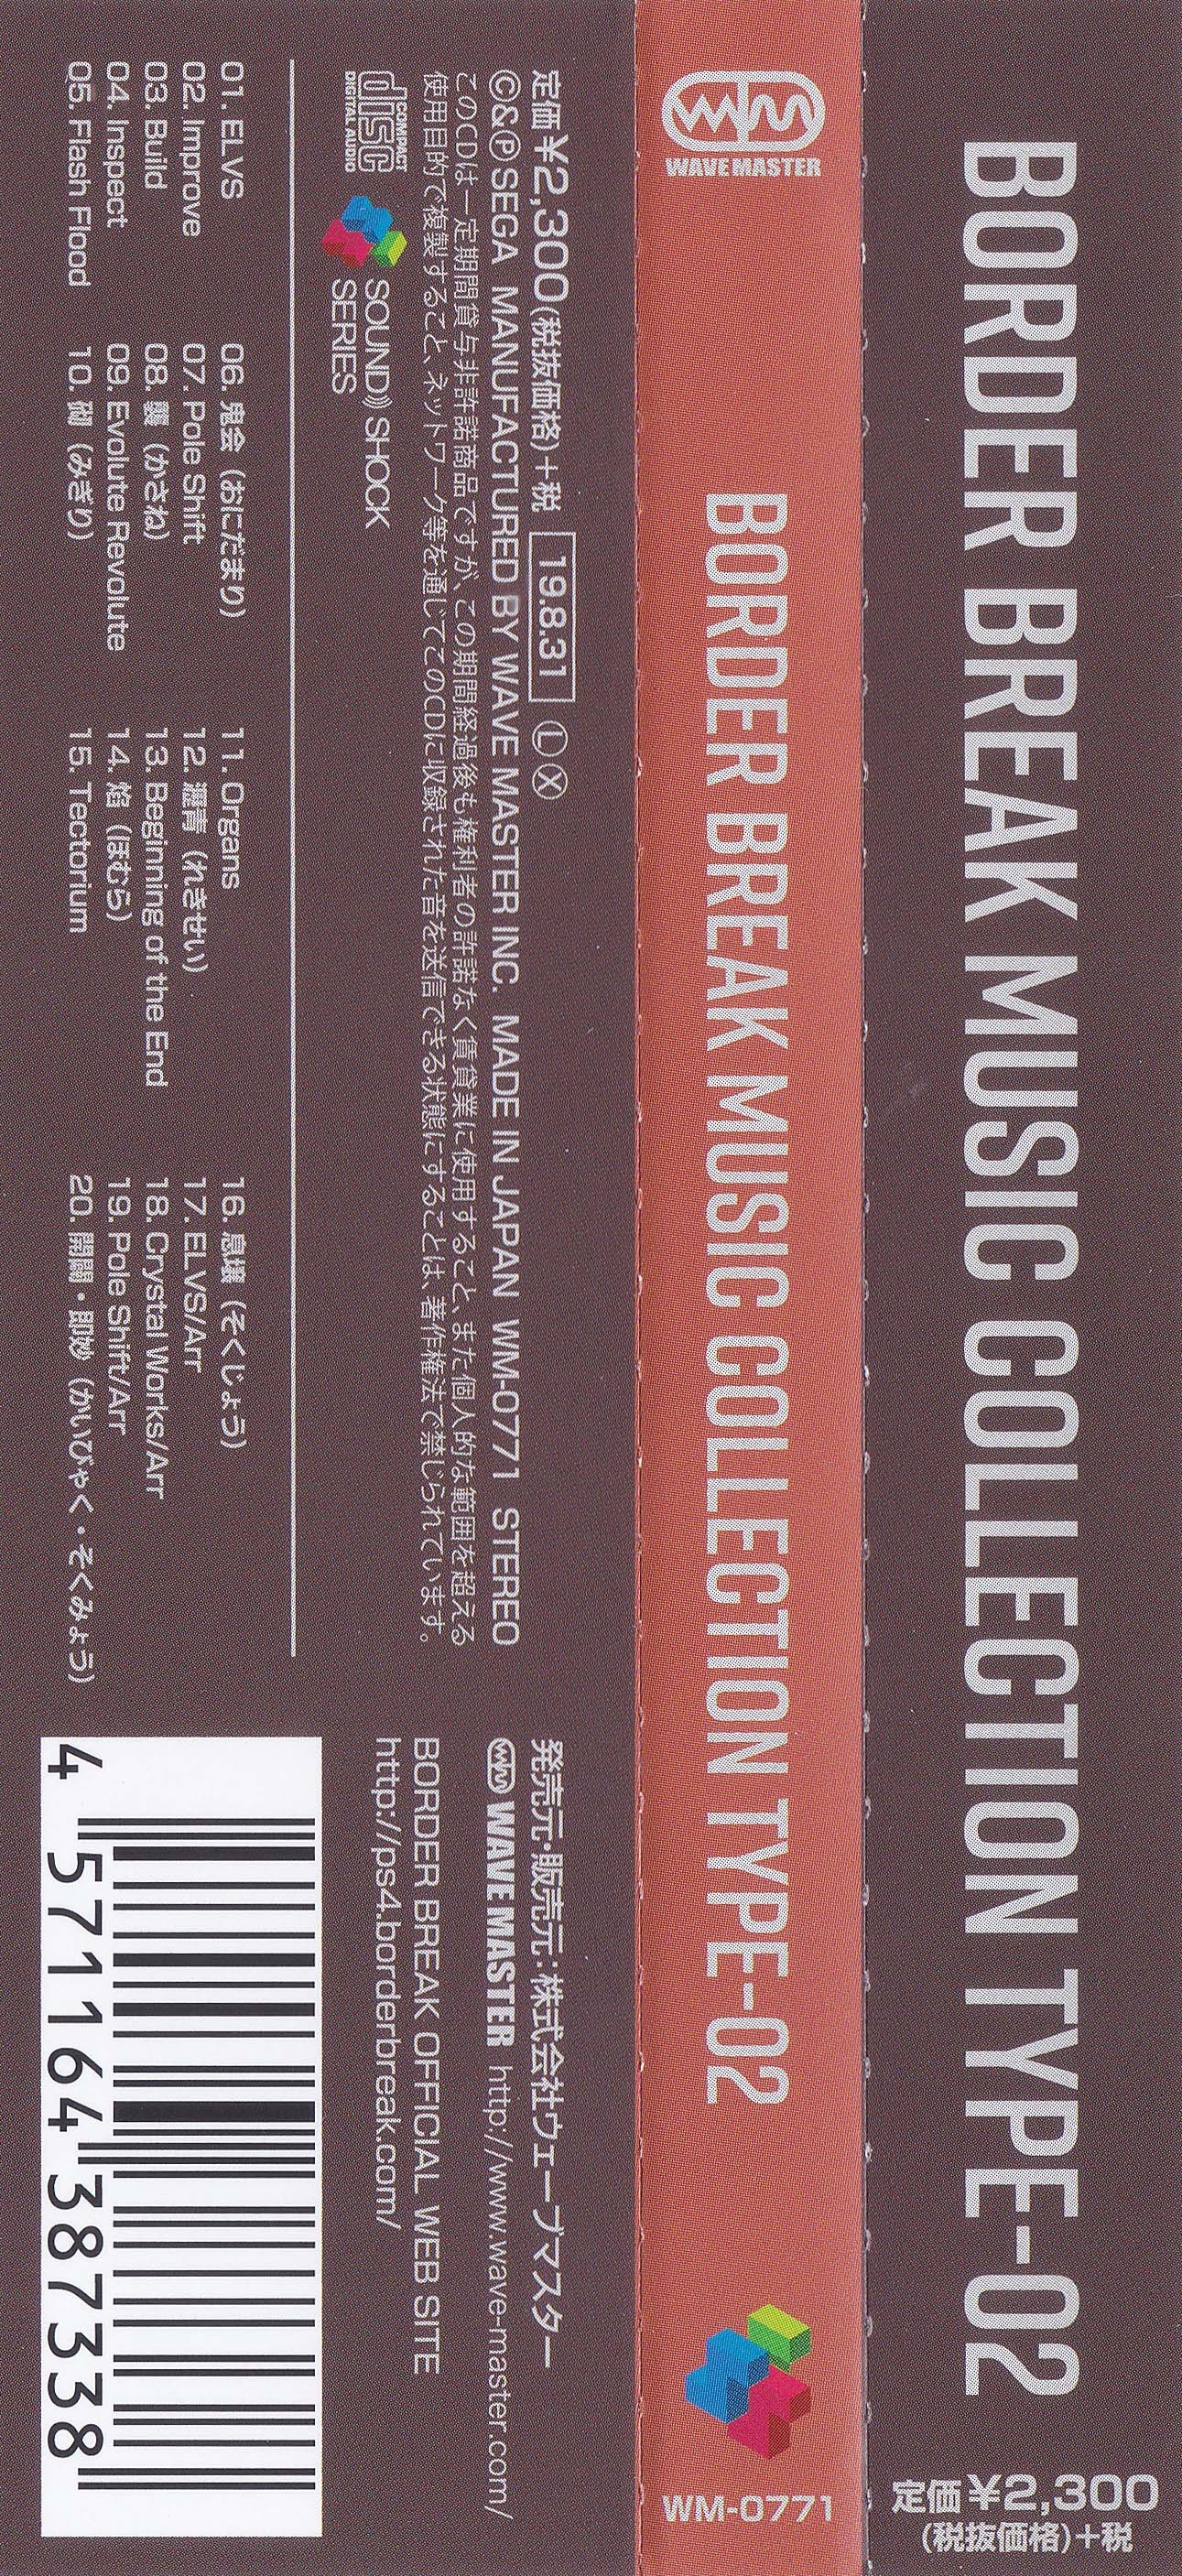 BORDER BREAK MUSIC COLLECTION TYPE-02
定価¥2,300
(税抜価格)+税
WAVE MASTER
BORDER BREAK MUSIC COLLECTION TYPE-02
WM-0771
定価¥2,300(税抜価格)+税 19.8.31 Ⓛ Ⓧ
©&℗SEGA MANUFACTURED BY WAVE MASTER INC. MADE IN JAPAN WM-0771 STEREO
このCDは一定期間貸与非許諾商品ですが、この期間経過後も権利者の許諾なく賃貸業に使用すること、また個人的な範囲を超える
使用目的で複製すること、ネットワーク等を通じてこのCDに収録された音を送信できる状態にすることは、著作権法で禁じられています。
COMPACT
disc
DIGITAL AUDIO
SOUND SHOCK
SERIES
発売元・販売元:株式会社ウェーブマスター
WAVE MASTER http://www.wave-master.com/
BORDER BREAK OFFICIAL WEB SITE
http://ps4.borderbreak.com/
01. ELVS
02. Improve
03. Build
04. Inspect
05. Flash Flood
06. 鬼会（おにだまり）
07. Pole Shift
08. 襲（かさね）
09. Evolute Revolute
10. 砌（みぎり）
11. Organs
12. 瀝青（れきせい）
13. Beginning of the End
14. 焰（ほむら）
15. Tectorium
16. 息壌（そくじょう）
17. ELVS/Arr
18. Crystal Works/Arr
19. Pole Shift/Arr
20. 開闢・即妙（かいびゃく・そくみょう）
4 571164 387338